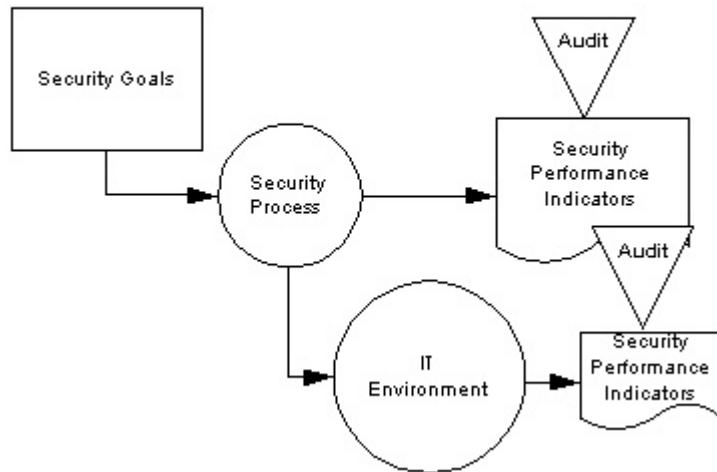 Security Goals
Audit
Security
Process
Security
Performance
Indicators
Audit
IT
Environment
Security
Performance
Indicators